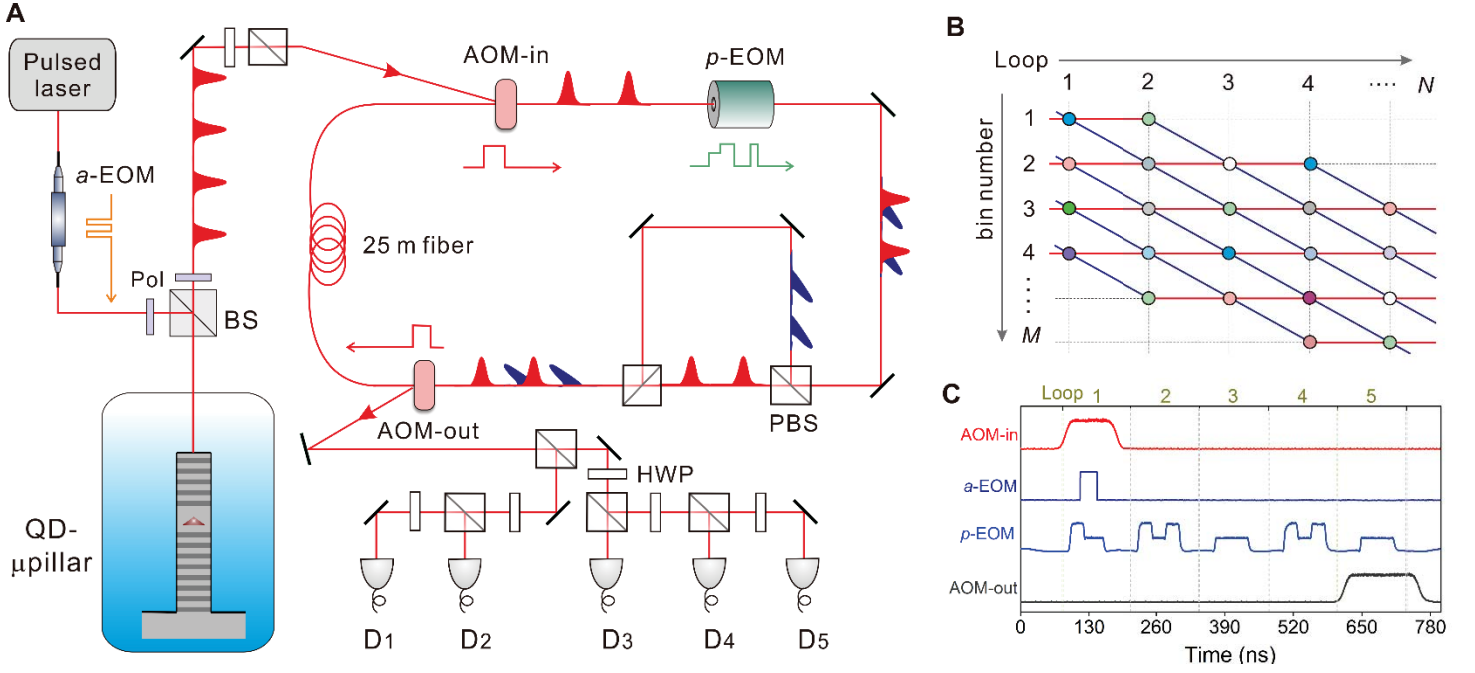 A
Pulsed
laser
a-EOM
Pol
BS
QD-
μpillar
AOM-in
p-EOM
25 m fiber
AOM-out
PBS
HWP
D1 D2 D3 D4 D5
B
Loop
1 2 3 4 ···· N
bin number
1
2
3
4
····
M
C
Loop 1 2 3 4 5
AOM-in
a-EOM
p-EOM
AOM-out
0 130 260 390 520 650 780
Time (ns)